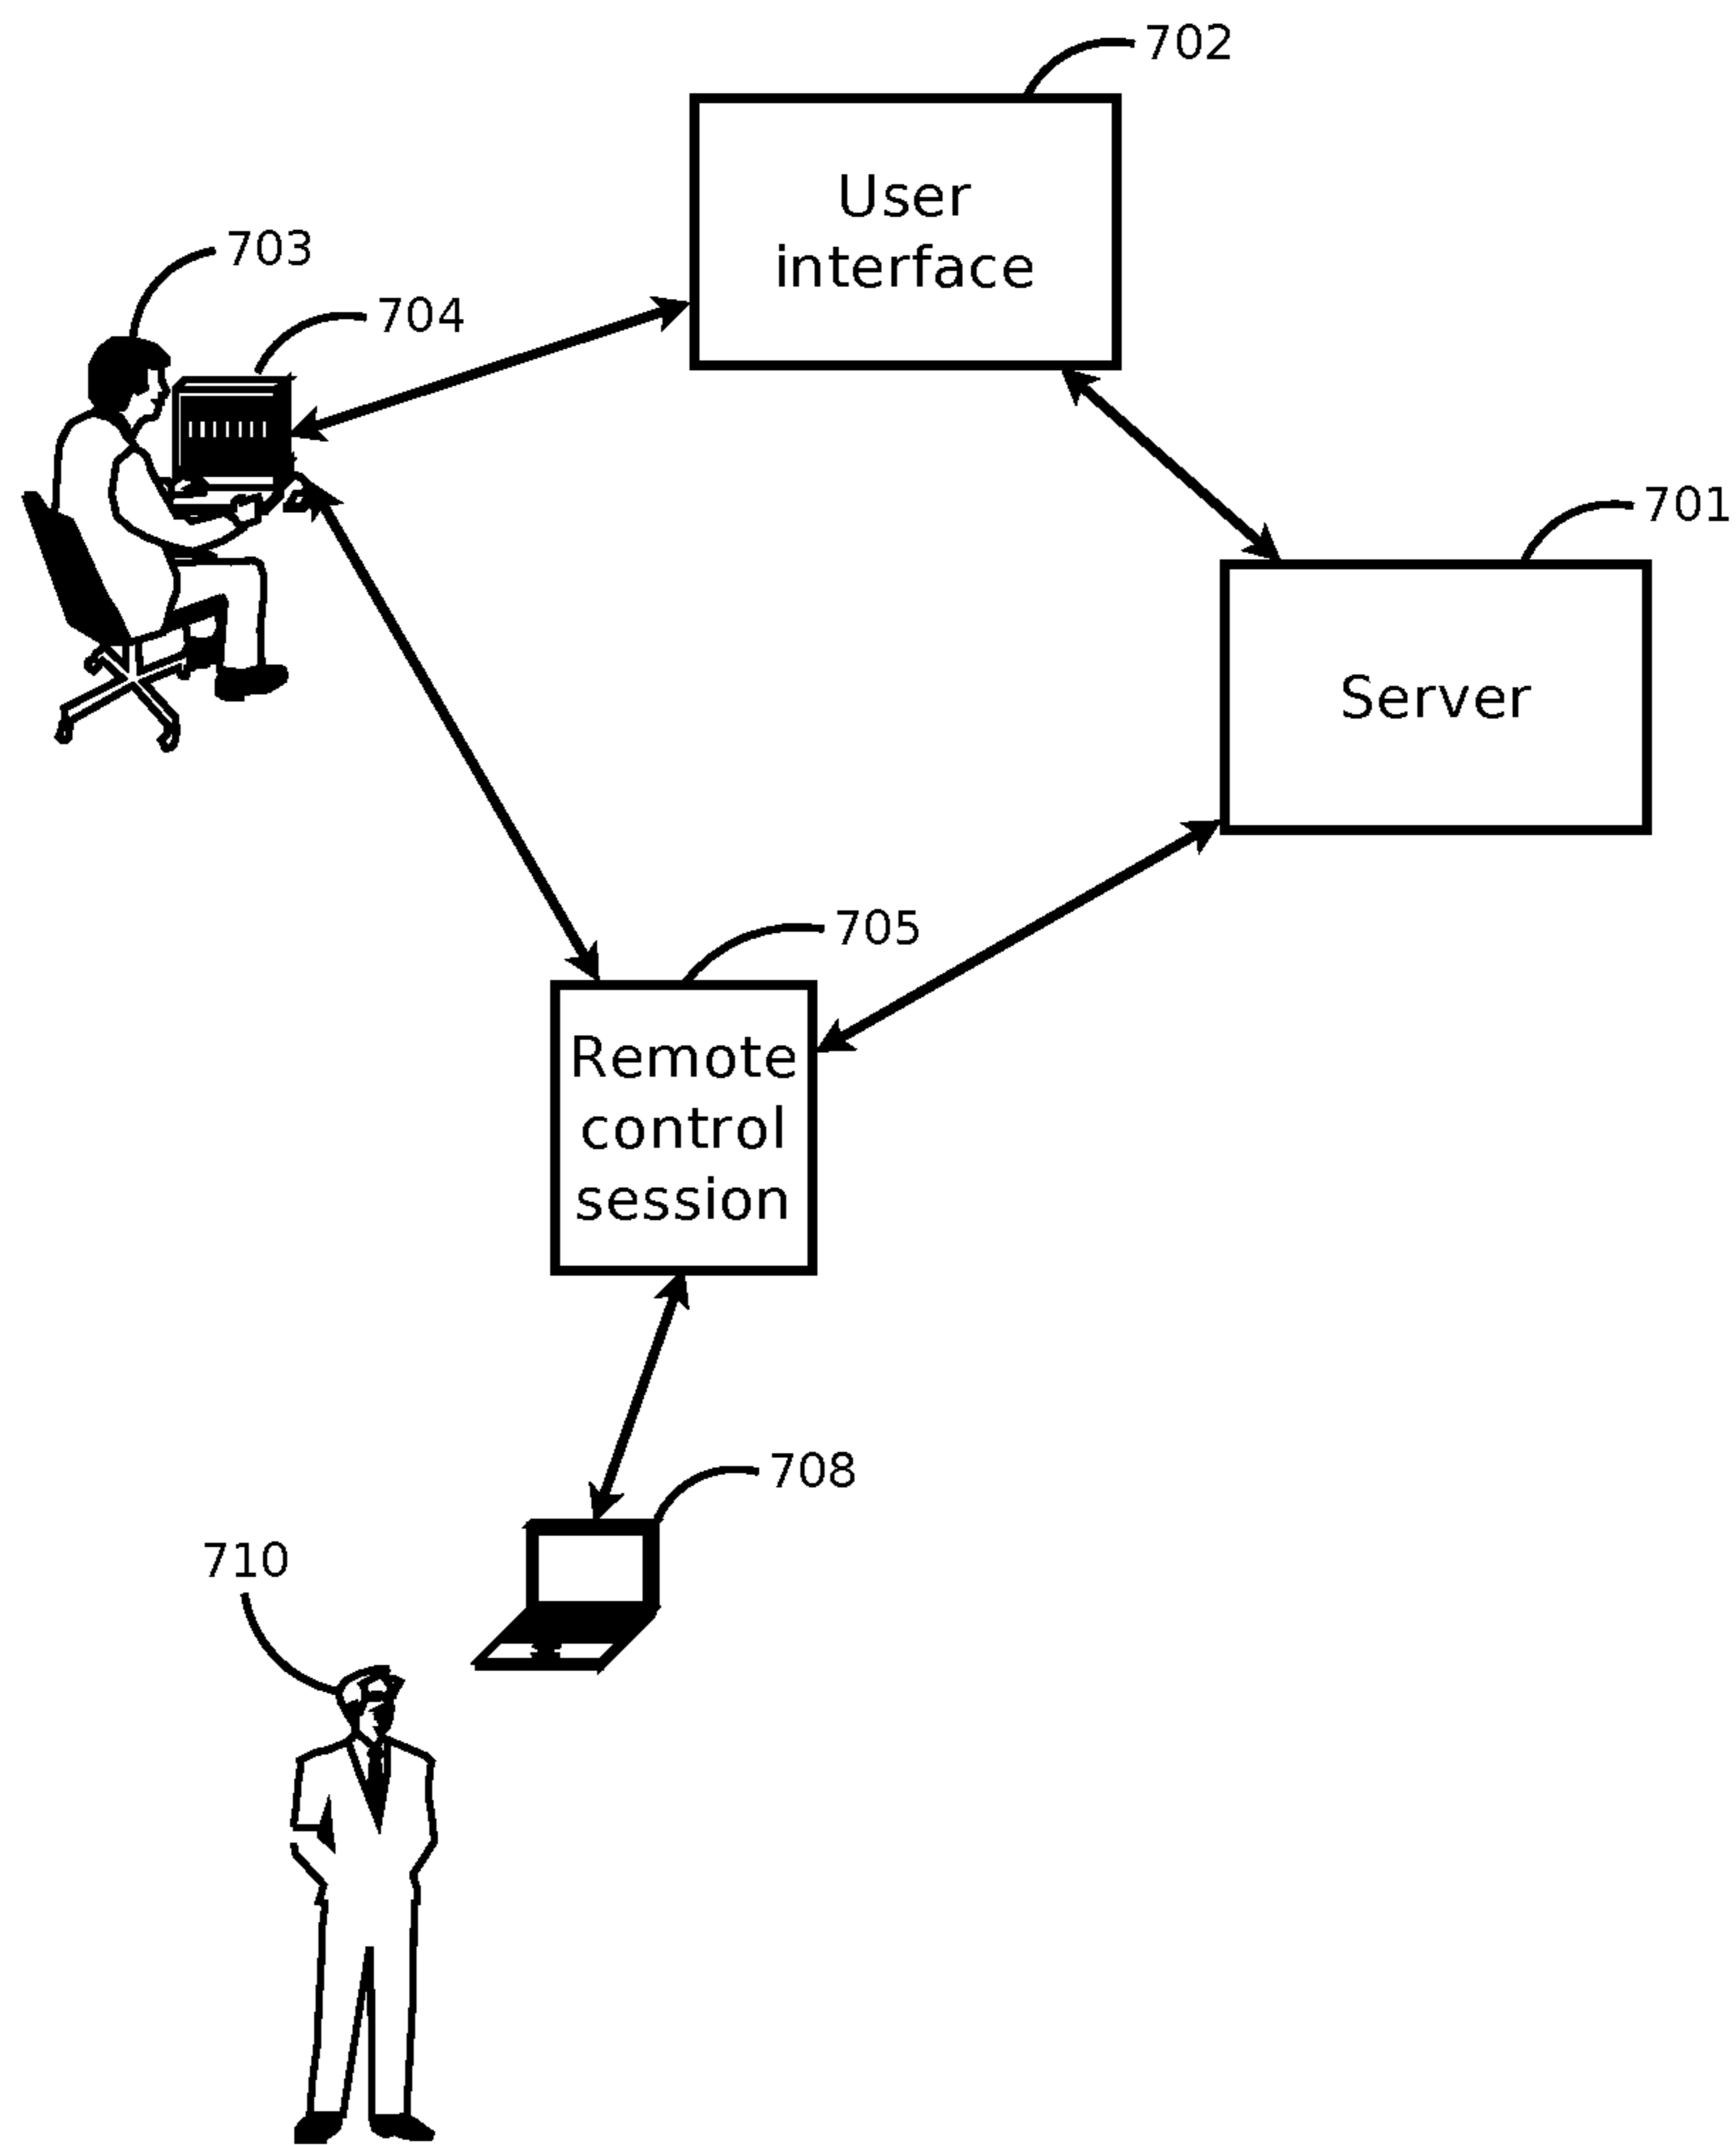 702
User
interface
703
704
701
Server
705
Remote
control
session
708
710